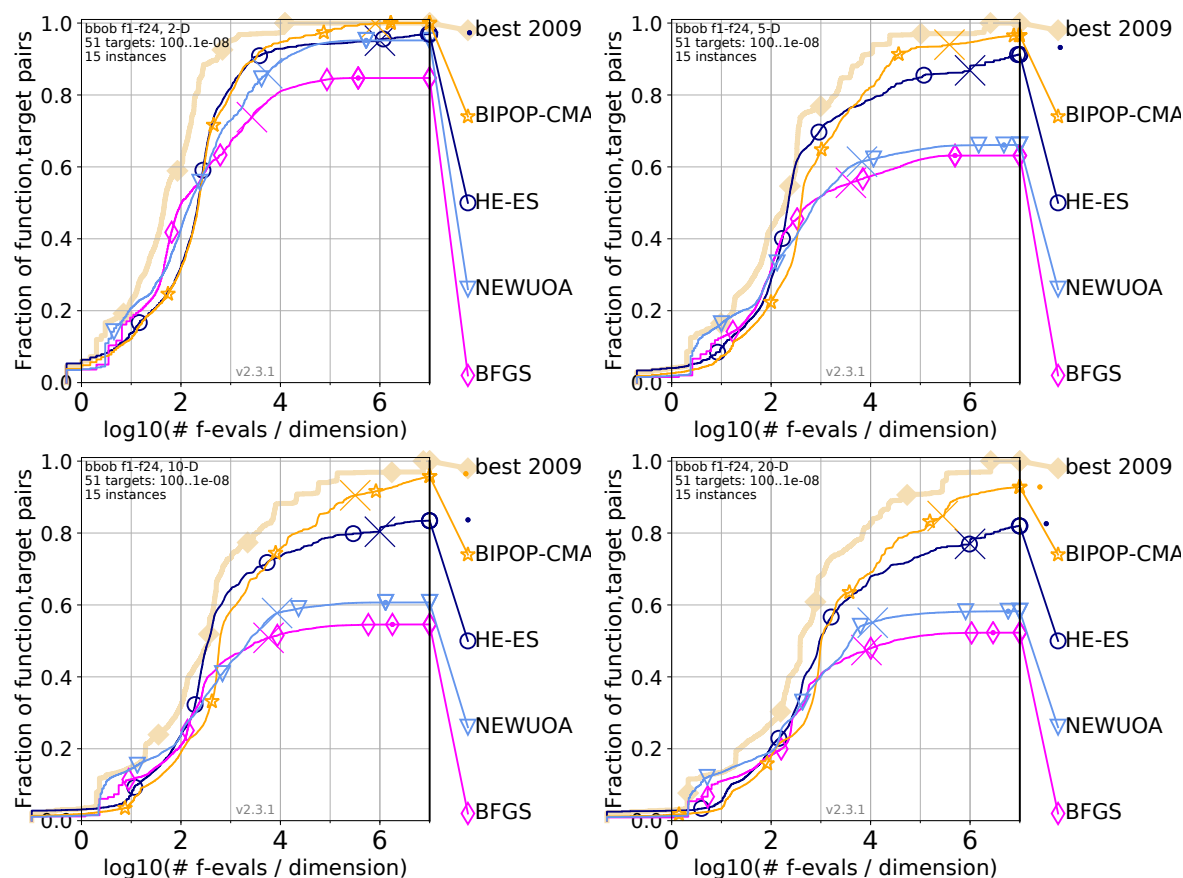 bbob f1-f24, 2-D
51 targets: 100..1e-08
15 instances
Fraction of function,target pairs
1.0
0.8
0.6
0.4
0.2
0.0
0 2 4 6
log10(# f-evals / dimension)
v2.3.1
best 2009
BIPOP-CMA
HE-ES
NEWUOA
BFGS
bbob f1-f24, 5-D
51 targets: 100..1e-08
15 instances
Fraction of function,target pairs
1.0
0.8
0.6
0.4
0.2
0.0
0 2 4 6
log10(# f-evals / dimension)
v2.3.1
best 2009
BIPOP-CMA
HE-ES
NEWUOA
BFGS
bbob f1-f24, 10-D
51 targets: 100..1e-08
15 instances
Fraction of function,target pairs
1.0
0.8
0.6
0.4
0.2
0.0
0 2 4 6
log10(# f-evals / dimension)
v2.3.1
best 2009
BIPOP-CMA
HE-ES
NEWUOA
BFGS
bbob f1-f24, 20-D
51 targets: 100..1e-08
15 instances
Fraction of function,target pairs
1.0
0.8
0.6
0.4
0.2
0.0
0 2 4 6
log10(# f-evals / dimension)
v2.3.1
best 2009
BIPOP-CMA
HE-ES
NEWUOA
BFGS